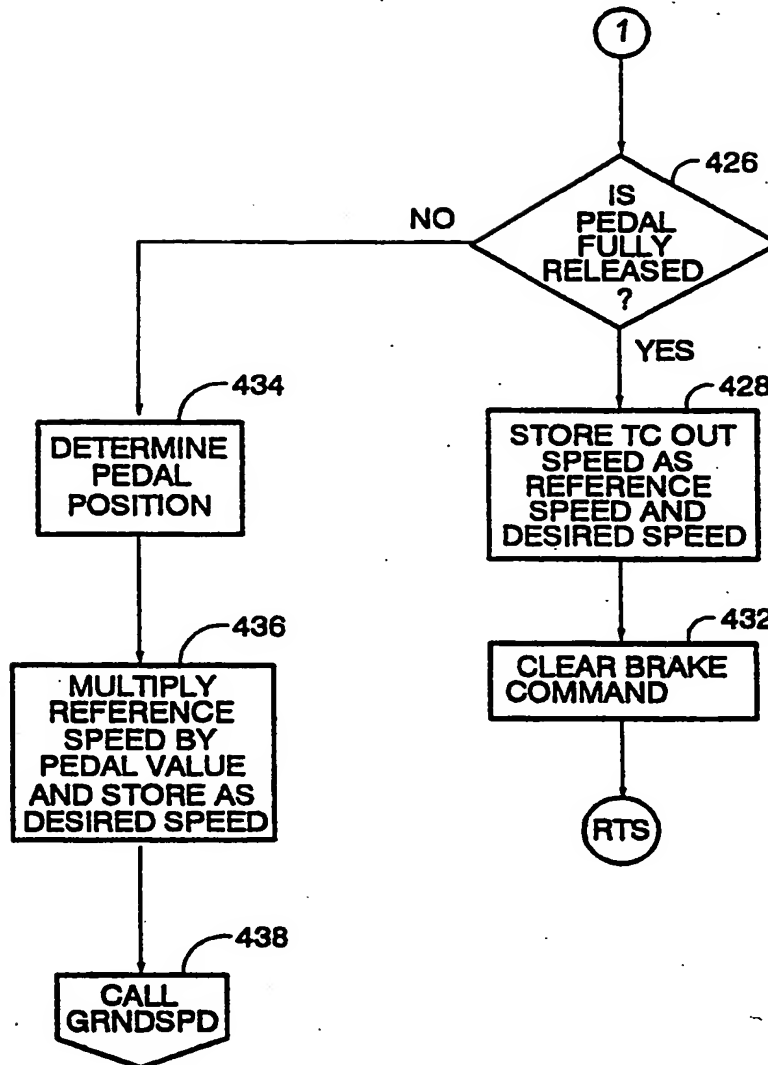 1
426
IS
PEDAL
FULLY
RELEASED
?
NO
YES
434
DETERMINE
PEDAL
POSITION
428
STORE TC OUT
SPEED AS
REFERENCE
SPEED AND
DESIRED SPEED
436
MULTIPLY
REFERENCE
SPEED BY
PEDAL VALUE
AND STORE AS
DESIRED SPEED
432
CLEAR BRAKE
COMMAND
RTS
438
CALL
GRNDSPD